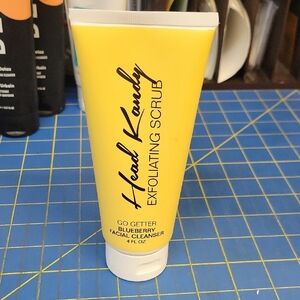 Head Kandy
EXFOLIATING SCRUB
GO GETTER
BLUEBERRY
FACIAL CLEANSER
4 FL OZ